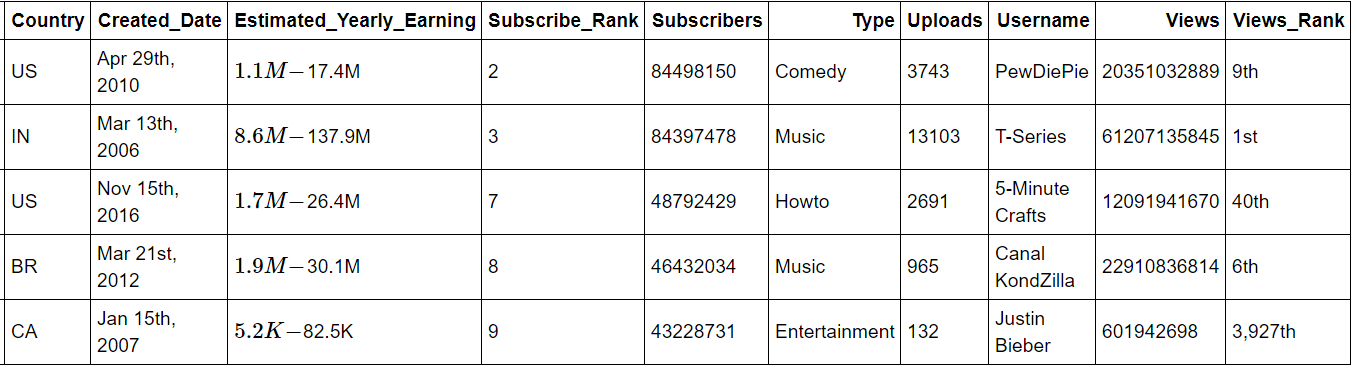 Country Created_Date Estimated_Yearly_Earning Subscribe_Rank Subscribers Type Uploads Username Views Views_Rank
US Apr 29th, 2010 1.1M−17.4M 2 84498150 Comedy 3743 PewDiePie 20351032889 9th
IN Mar 13th, 2006 8.6M−137.9M 3 84397478 Music 13103 T-Series 61207135845 1st
US Nov 15th, 2016 1.7M−26.4M 7 48792429 Howto 2691 5-Minute Crafts 12091941670 40th
BR Mar 21st, 2012 1.9M−30.1M 8 46432034 Music 965 Canal KondZilla 22910836814 6th
CA Jan 15th, 2007 5.2K−82.5K 9 43228731 Entertainment 132 Justin Bieber 601942698 3,927th